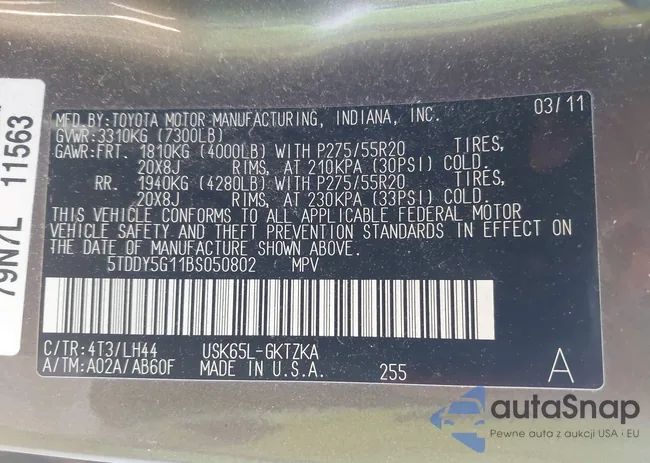 MFD.BY:TOYOTA MOTOR MANUFACTURING, INDIANA, INC. 03/11
GVWR:3310KG (7300LB)
GAWR:FRT. 1810KG (4000LB) WITH P275/55R20 TIRES,
20X8J RIMS, AT 210KPA (30PSI) COLD.
RR. 1940KG (4280LB) WITH P275/55R20 TIRES,
20X8J RIMS, AT 230KPA (33PSI) COLD.
THIS VEHICLE CONFORMS TO ALL APPLICABLE FEDERAL MOTOR
VEHICLE SAFETY AND THEFT PREVENTION STANDARDS IN EFFECT
ON THE DATE OF MANUFACTURE SHOWN ABOVE.
5TDDY5G11BS050802 MPV
C/TR:4T3/LH44 USK65L-GKTZKA
A/TM:A02A/AB60F MADE IN U.S.A. 255 A
79N7L 11563
autaSnap
Pewne auta z aukcji USA i EU